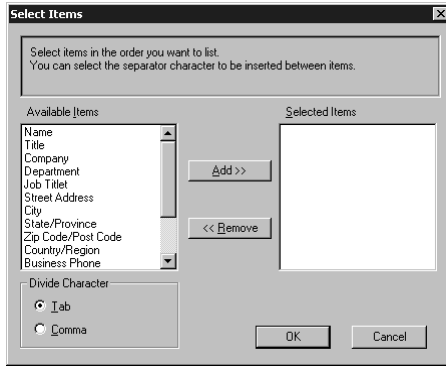 Select Items
Select items in the order you want to list.
You can select the separator character to be inserted between items.
Available Items
Selected Items
Name
Title
Company
Department
Job Titlet
Street Address
City
State/Province
Zip Code/Post Code
Country/Region
Business Phone
Add >>
<< Remove
Divide Character
Tab
Comma
OK
Cancel